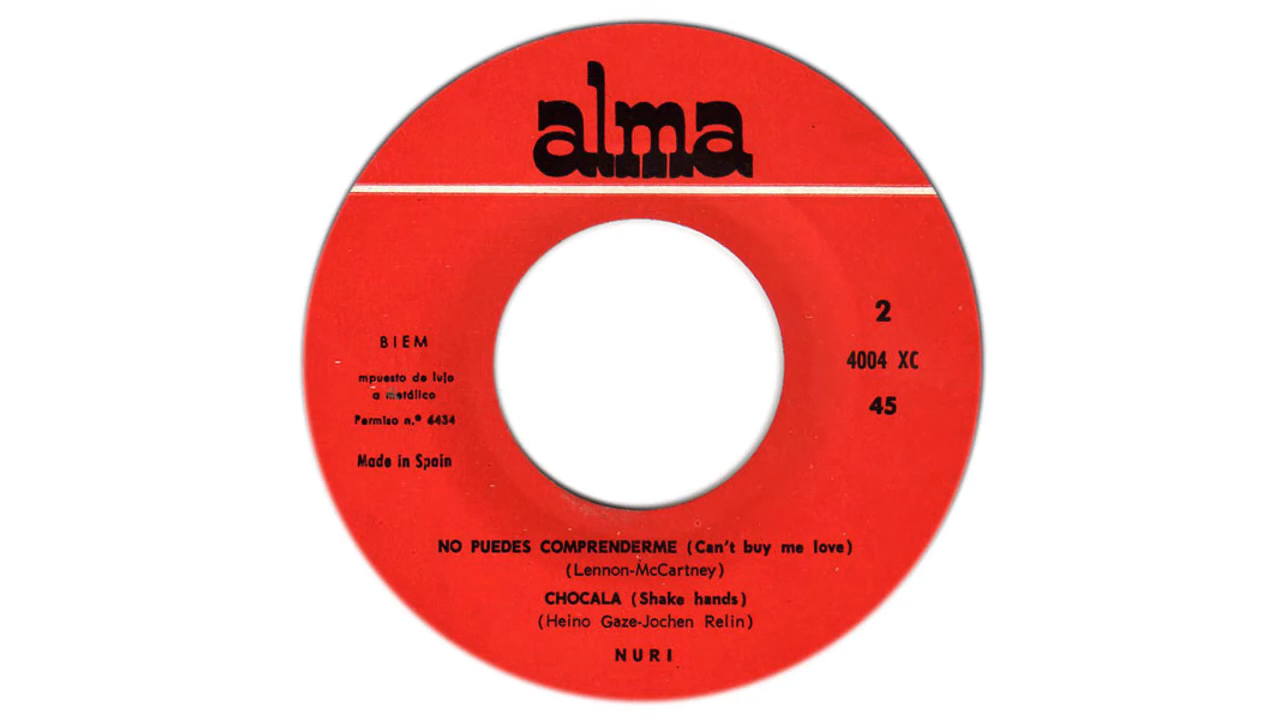 alma
BIEM
mpuesto de lujo
a metálico
Permiso n.º 6434
Made in Spain
2
4004 XC
45
NO PUEDES COMPRENDERME (Can't buy me love)
(Lennon-McCartney)
CHOCALA (Shake hands)
(Heino Gaze-Jochen Relin)
NURI